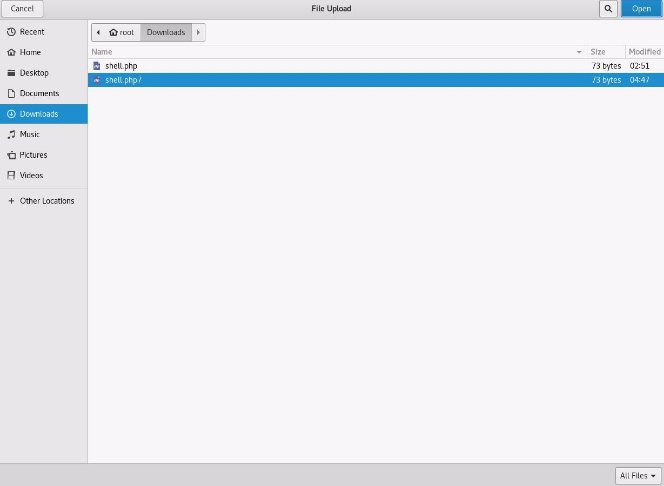 Cancel
File Upload
Open
root
Downloads
Recent
Home
Desktop
Documents
Downloads
Music
Pictures
Videos
Other Locations
Name
Size
Modified
shell.php
73 bytes
02:51
shell.php/
73 bytes
04:47
All Files